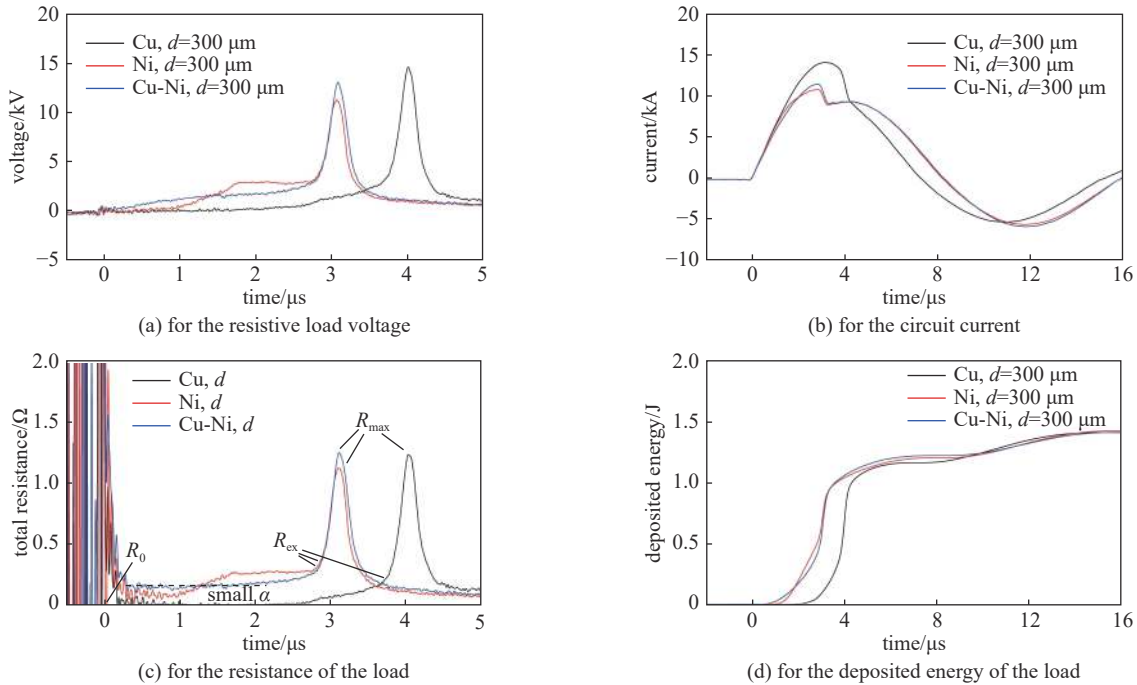 20
15
10
5
0
−5
voltage/kV
Cu, d=300 μm
Ni, d=300 μm
Cu-Ni, d=300 μm
0 1 2 3 4 5
time/μs
(a) for the resistive load voltage
20
15
10
5
0
−5
−10
current/kA
Cu, d=300 μm
Ni, d=300 μm
Cu-Ni, d=300 μm
0 4 8 12 16
time/μs
(b) for the circuit current
2.0
1.5
1.0
0.5
0
total resistance/Ω
Cu, d
Ni, d
Cu-Ni, d
Rmax
Rex
R0
small α
0 1 2 3 4 5
time/μs
(c) for the resistance of the load
2.0
1.5
1.0
0.5
0
deposited energy/J
Cu, d=300 μm
Ni, d=300 μm
Cu-Ni, d=300 μm
0 4 8 12 16
time/μs
(d) for the deposited energy of the load